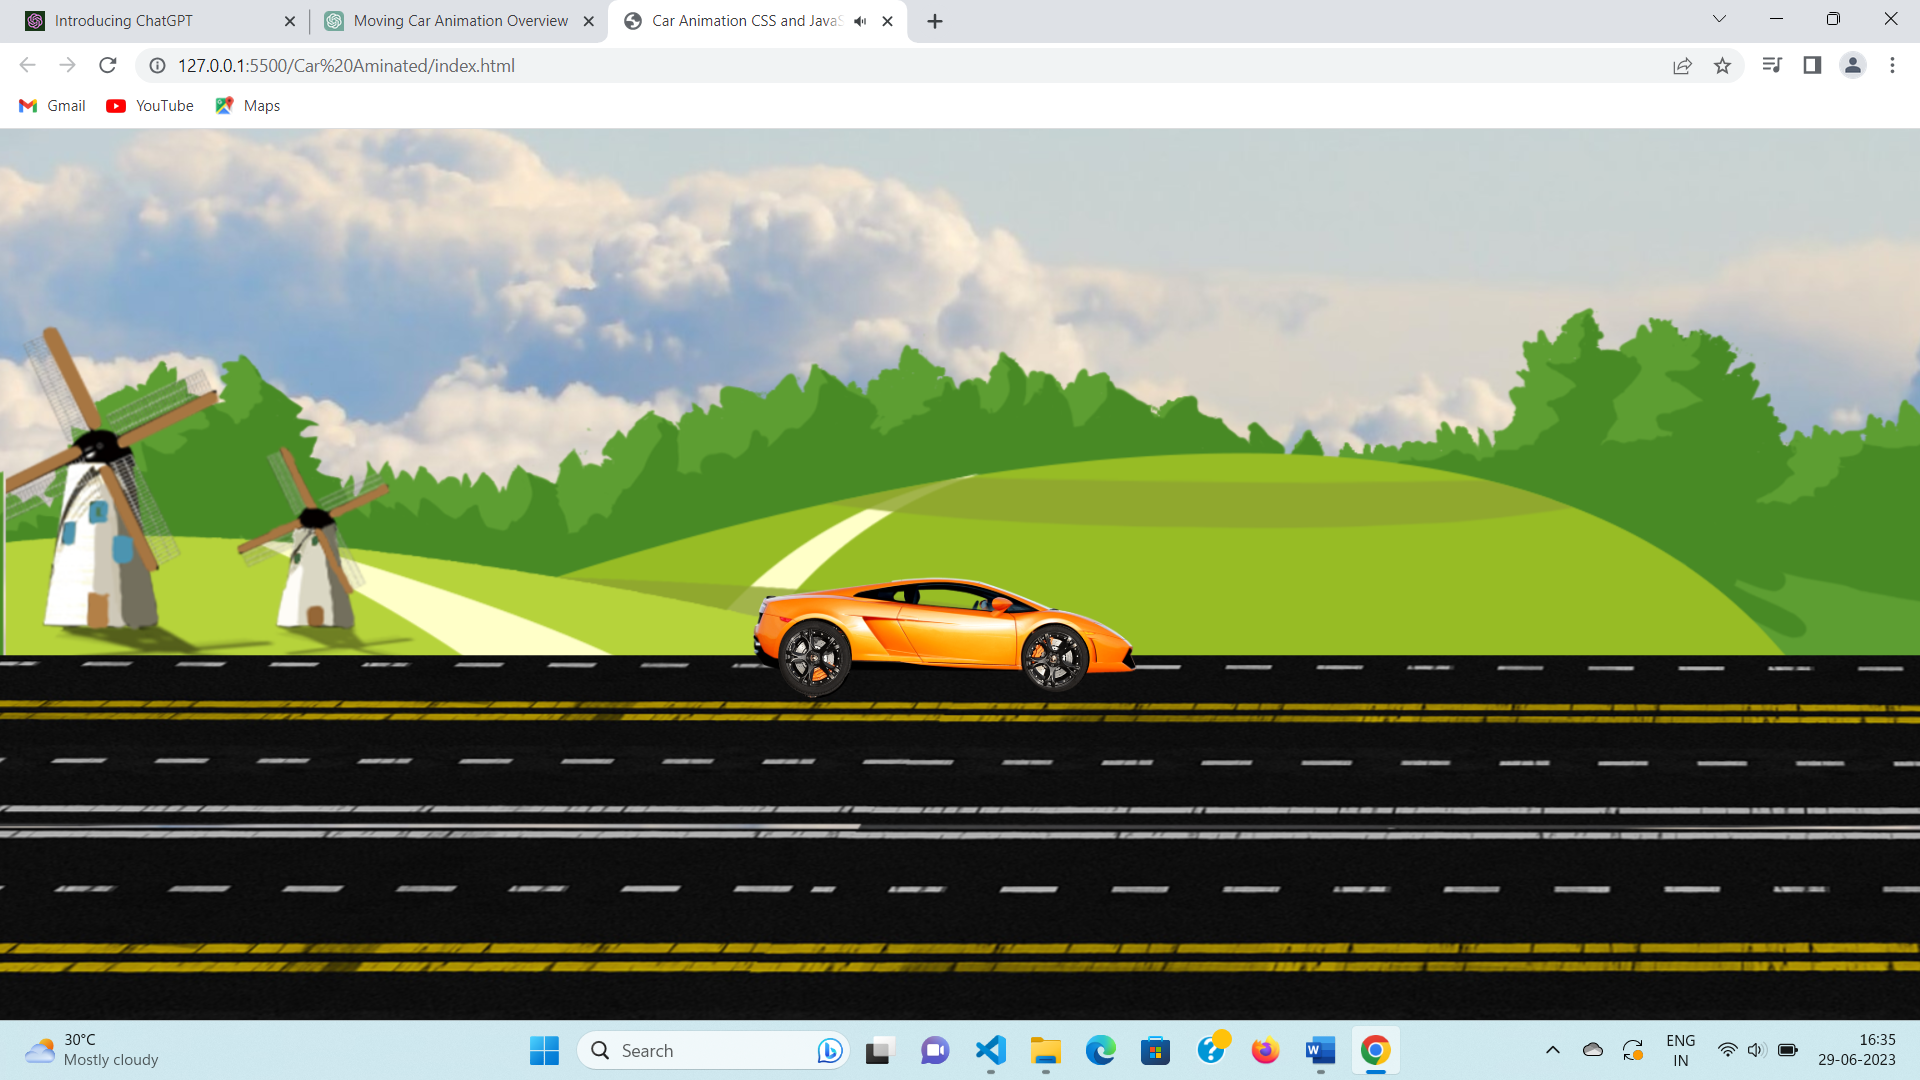 Introducing ChatGPT
Moving Car Animation Overview
Car Animation CSS and JavaS
127.0.0.1:5500/Car%20Aminated/index.html
Gmail
YouTube
Maps
30°C
Mostly cloudy
Search
ENG
IN
16:35
29-06-2023